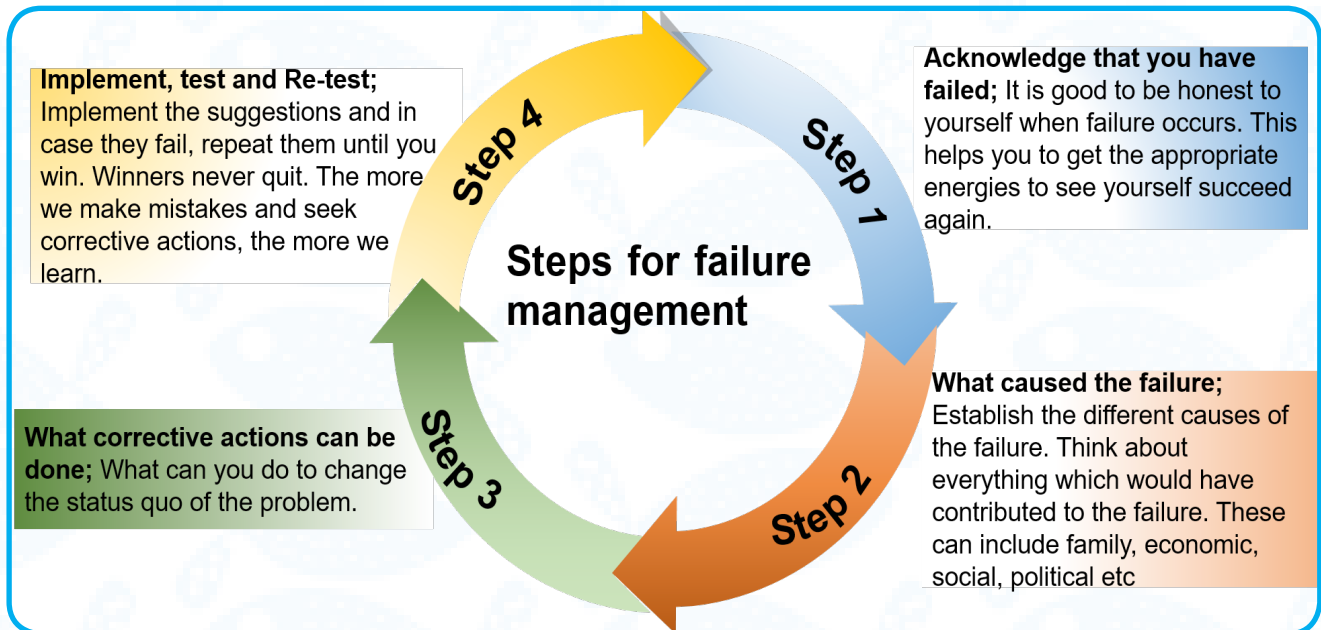 Steps for failure
management
Step 1
Acknowledge that you have
failed; It is good to be honest to
yourself when failure occurs. This
helps you to get the appropriate
energies to see yourself succeed
again.
Step 2
What caused the failure;
Establish the different causes of
the failure. Think about
everything which would have
contributed to the failure. These
can include family, economic,
social, political etc
Step 3
What corrective actions can be
done; What can you do to change
the status quo of the problem.
Step 4
Implement, test and Re-test;
Implement the suggestions and in
case they fail, repeat them until you
win. Winners never quit. The more
we make mistakes and seek
corrective actions, the more we
learn.